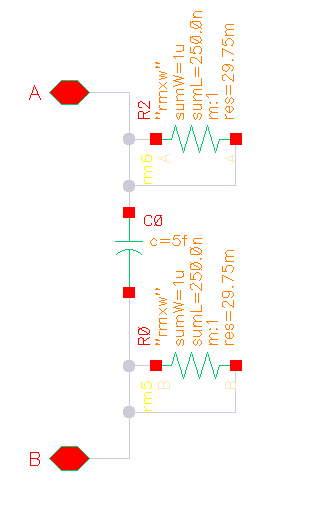 A
R2
"rmxw"
sumW=1u
sumL=250.0n
m:1
res=29.75m
rm6
A
A
C0
c=5f
R0
"rmxw"
sumW=1u
sumL=250.0n
m:1
res=29.75m
rm5
B
B
B